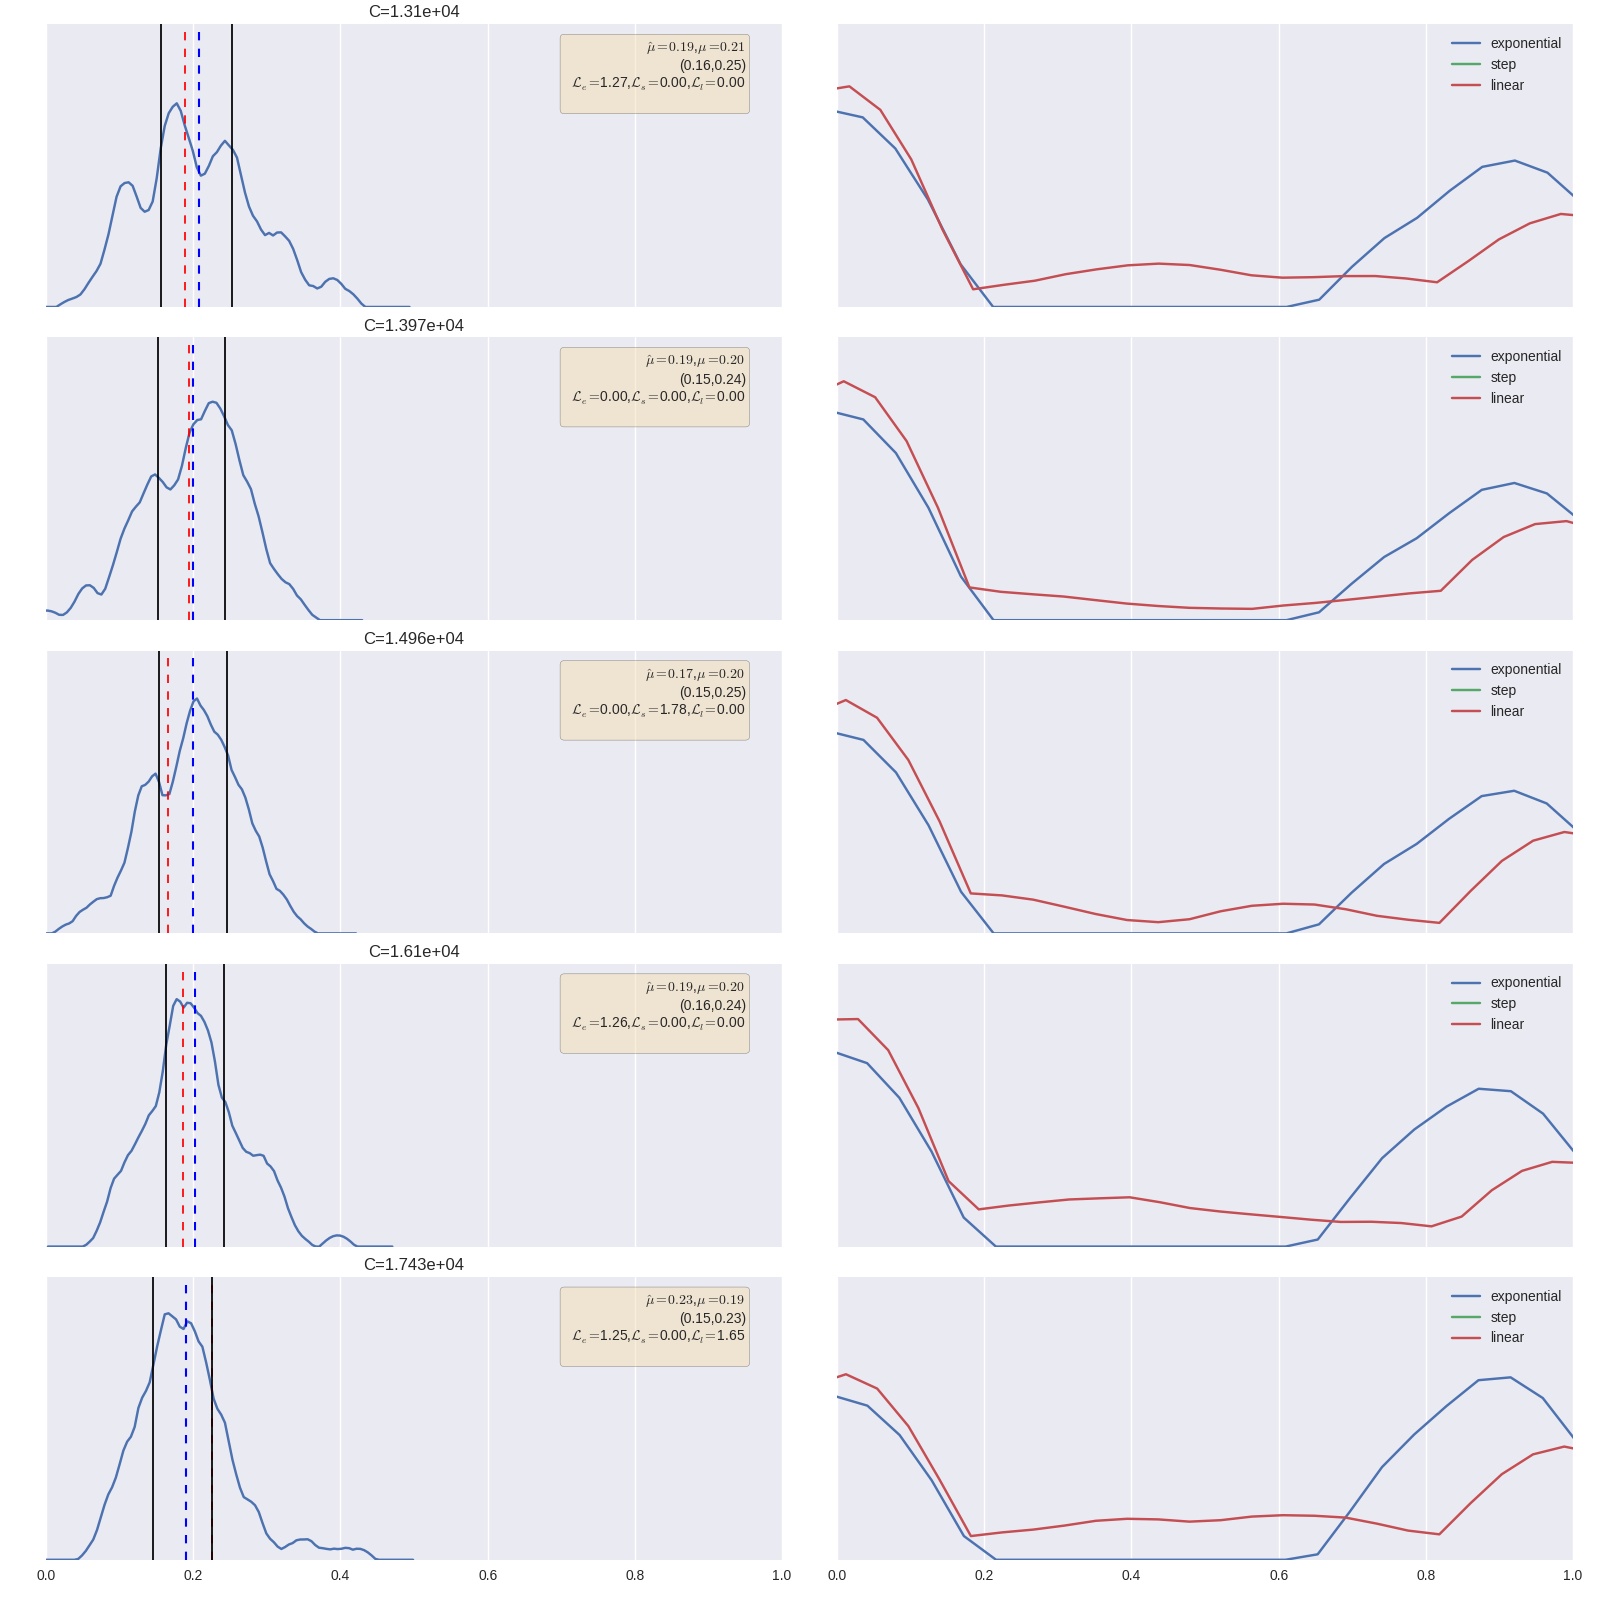 C=1.31e+04
μ̂=0.19,μ=0.21
(0.16,0.25)
ℒₑ=1.27,ℒₛ=0.00,ℒₗ=0.00
exponential
step
linear
C=1.397e+04
μ̂=0.19,μ=0.20
(0.15,0.24)
ℒₑ=0.00,ℒₛ=0.00,ℒₗ=0.00
exponential
step
linear
C=1.496e+04
μ̂=0.17,μ=0.20
(0.15,0.25)
ℒₑ=0.00,ℒₛ=1.78,ℒₗ=0.00
exponential
step
linear
C=1.61e+04
μ̂=0.19,μ=0.20
(0.16,0.24)
ℒₑ=1.26,ℒₛ=0.00,ℒₗ=0.00
exponential
step
linear
C=1.743e+04
μ̂=0.23,μ=0.19
(0.15,0.23)
ℒₑ=1.25,ℒₛ=0.00,ℒₗ=1.65
exponential
step
linear
0.0 0.2 0.4 0.6 0.8 1.0
0.0 0.2 0.4 0.6 0.8 1.0